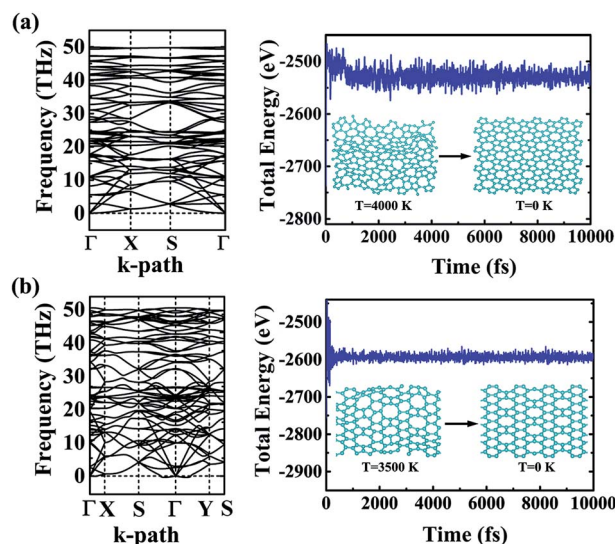 (a)
50
40
30
20
10
0
Frequency (THz)
Γ X S Γ
k-path
-2500
-2600
-2700
-2800
Total Energy (eV)
T=4000 K T=0 K
0 2000 4000 6000 8000 10000
Time (fs)
(b)
50
40
30
20
10
0
Frequency (THz)
Γ X S Γ Y S
k-path
-2500
-2600
-2700
-2800
-2900
Total Energy (eV)
T=3500 K T=0 K
0 2000 4000 6000 8000 10000
Time (fs)